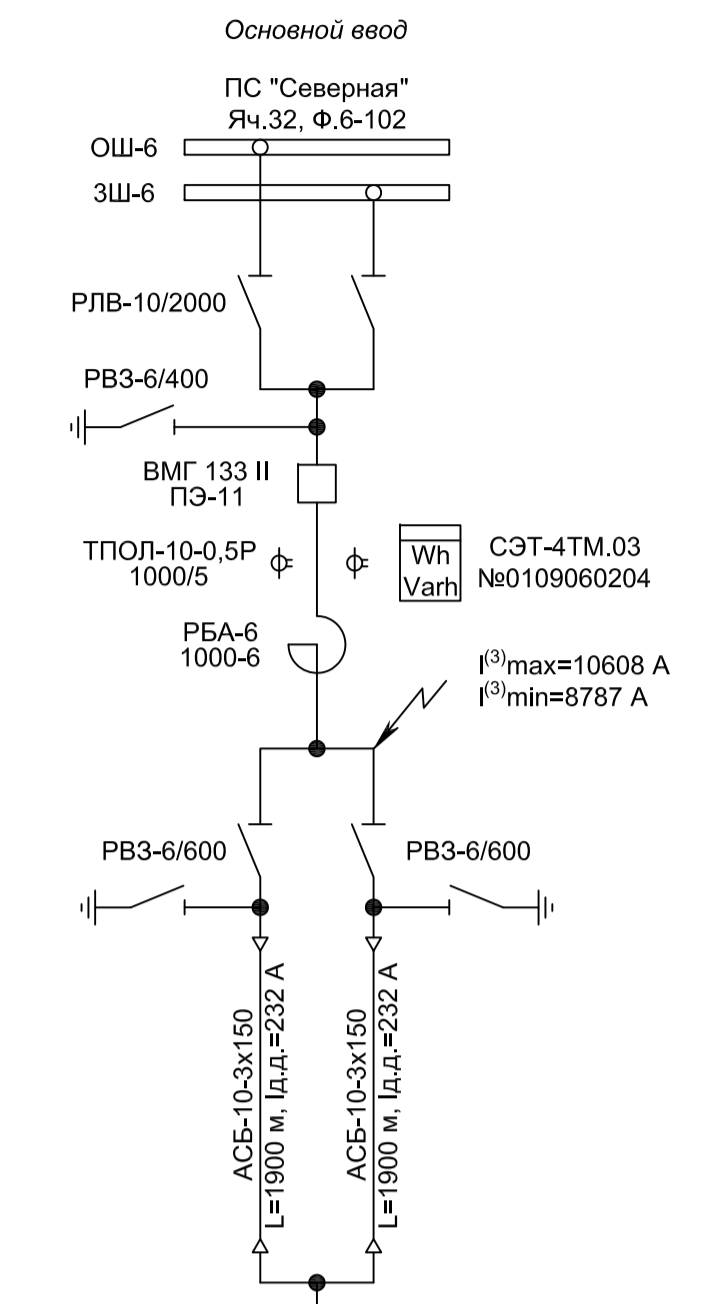 Основной ввод
ПС "Северная"
Яч.32, Ф.6-102
ОШ-6
3Ш-6
РЛВ-10/2000
РВЗ-6/400
ВМГ 133 II
ПЭ-11
ТПОЛ-10-0,5Р
1000/5
Wh
Varh
СЭТ-4ТМ.03
№0109060204
РБА-6
1000-6
I(3)max=10608 А
I(3)min=8787 А
РВЗ-6/600
РВЗ-6/600
АСБ-10-3х150
L=1900 м, Iд.д.=232 А
АСБ-10-3х150
L=1900 м, Iд.д.=232 А